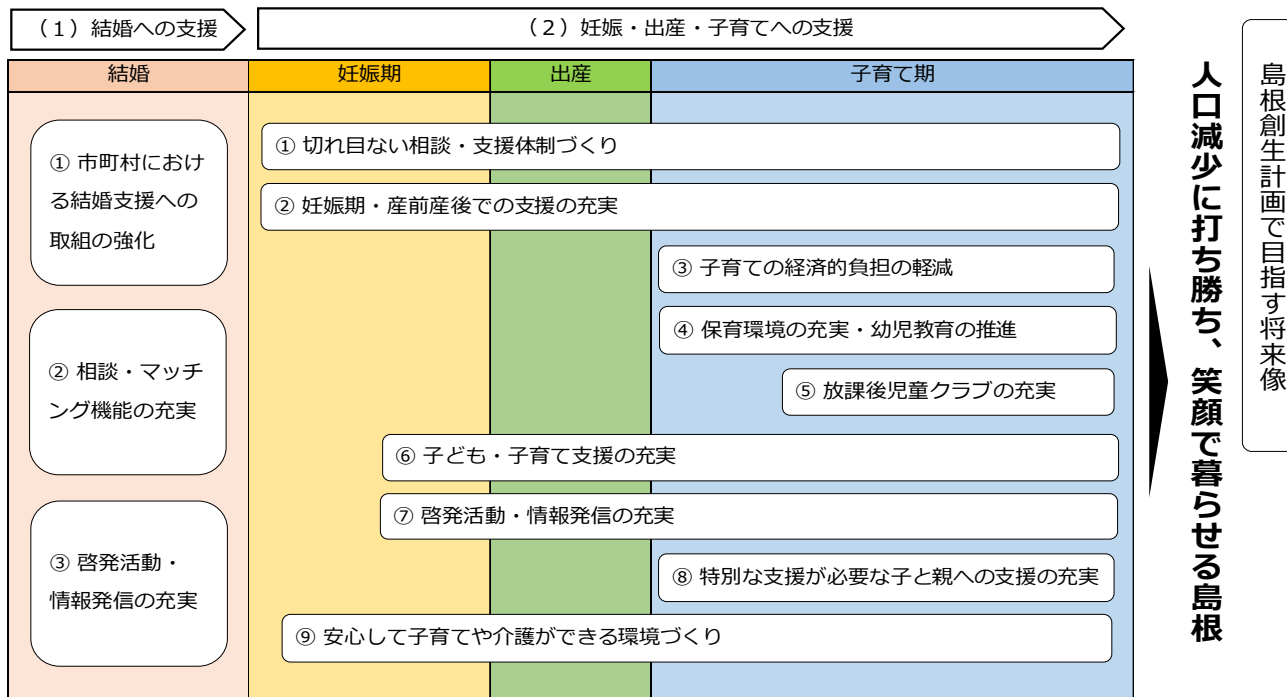 （１）結婚への支援
（２）妊娠・出産・子育てへの支援
結婚
妊娠期
出産
子育て期
① 市町村におけ
る結婚支援への
取組の強化
② 相談・マッチ
ング機能の充実
③ 啓発活動・
情報発信の充実
① 切れ目ない相談・支援体制づくり
② 妊娠期・産前産後での支援の充実
③ 子育ての経済的負担の軽減
④ 保育環境の充実・幼児教育の推進
⑤ 放課後児童クラブの充実
⑥ 子ども・子育て支援の充実
⑦ 啓発活動・情報発信の充実
⑧ 特別な支援が必要な子と親への支援の充実
⑨ 安心して子育てや介護ができる環境づくり
島根創生計画で目指す将来像
人口減少に打ち勝ち、笑顔で暮らせる島根